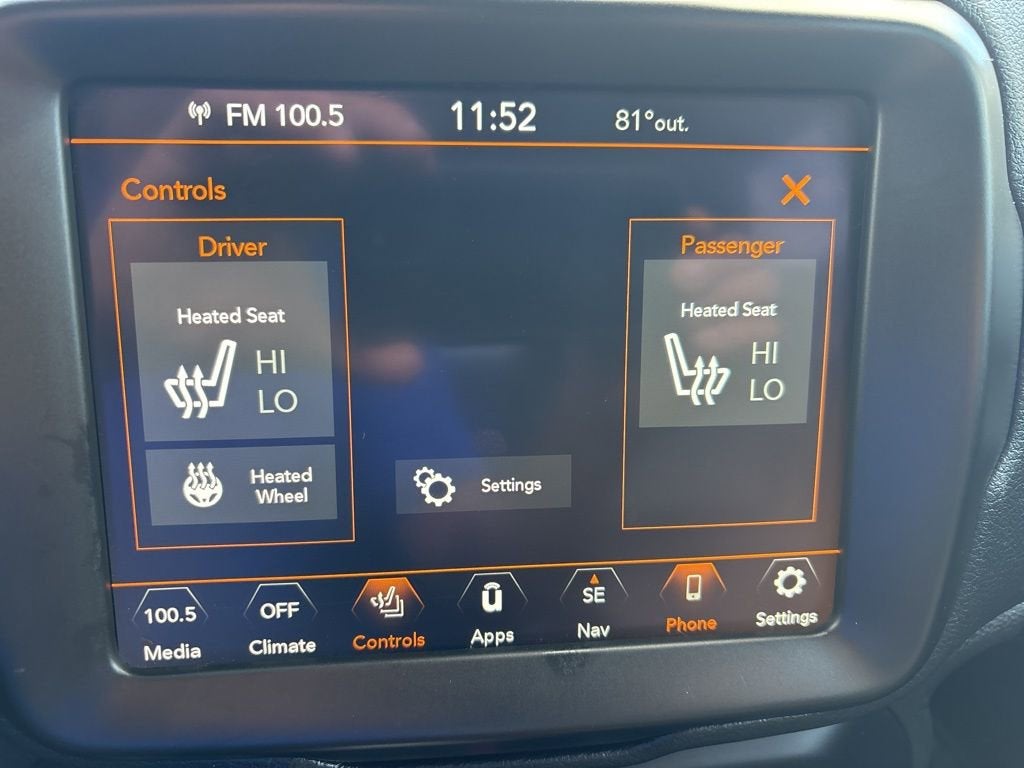 FM 100.5 11:52 81°out.
Controls
Driver
Heated Seat
HI
LO
Heated
Wheel
Settings
Passenger
Heated Seat
HI
LO
100.5 OFF SE
Media Climate Controls Apps Nav Phone Settings